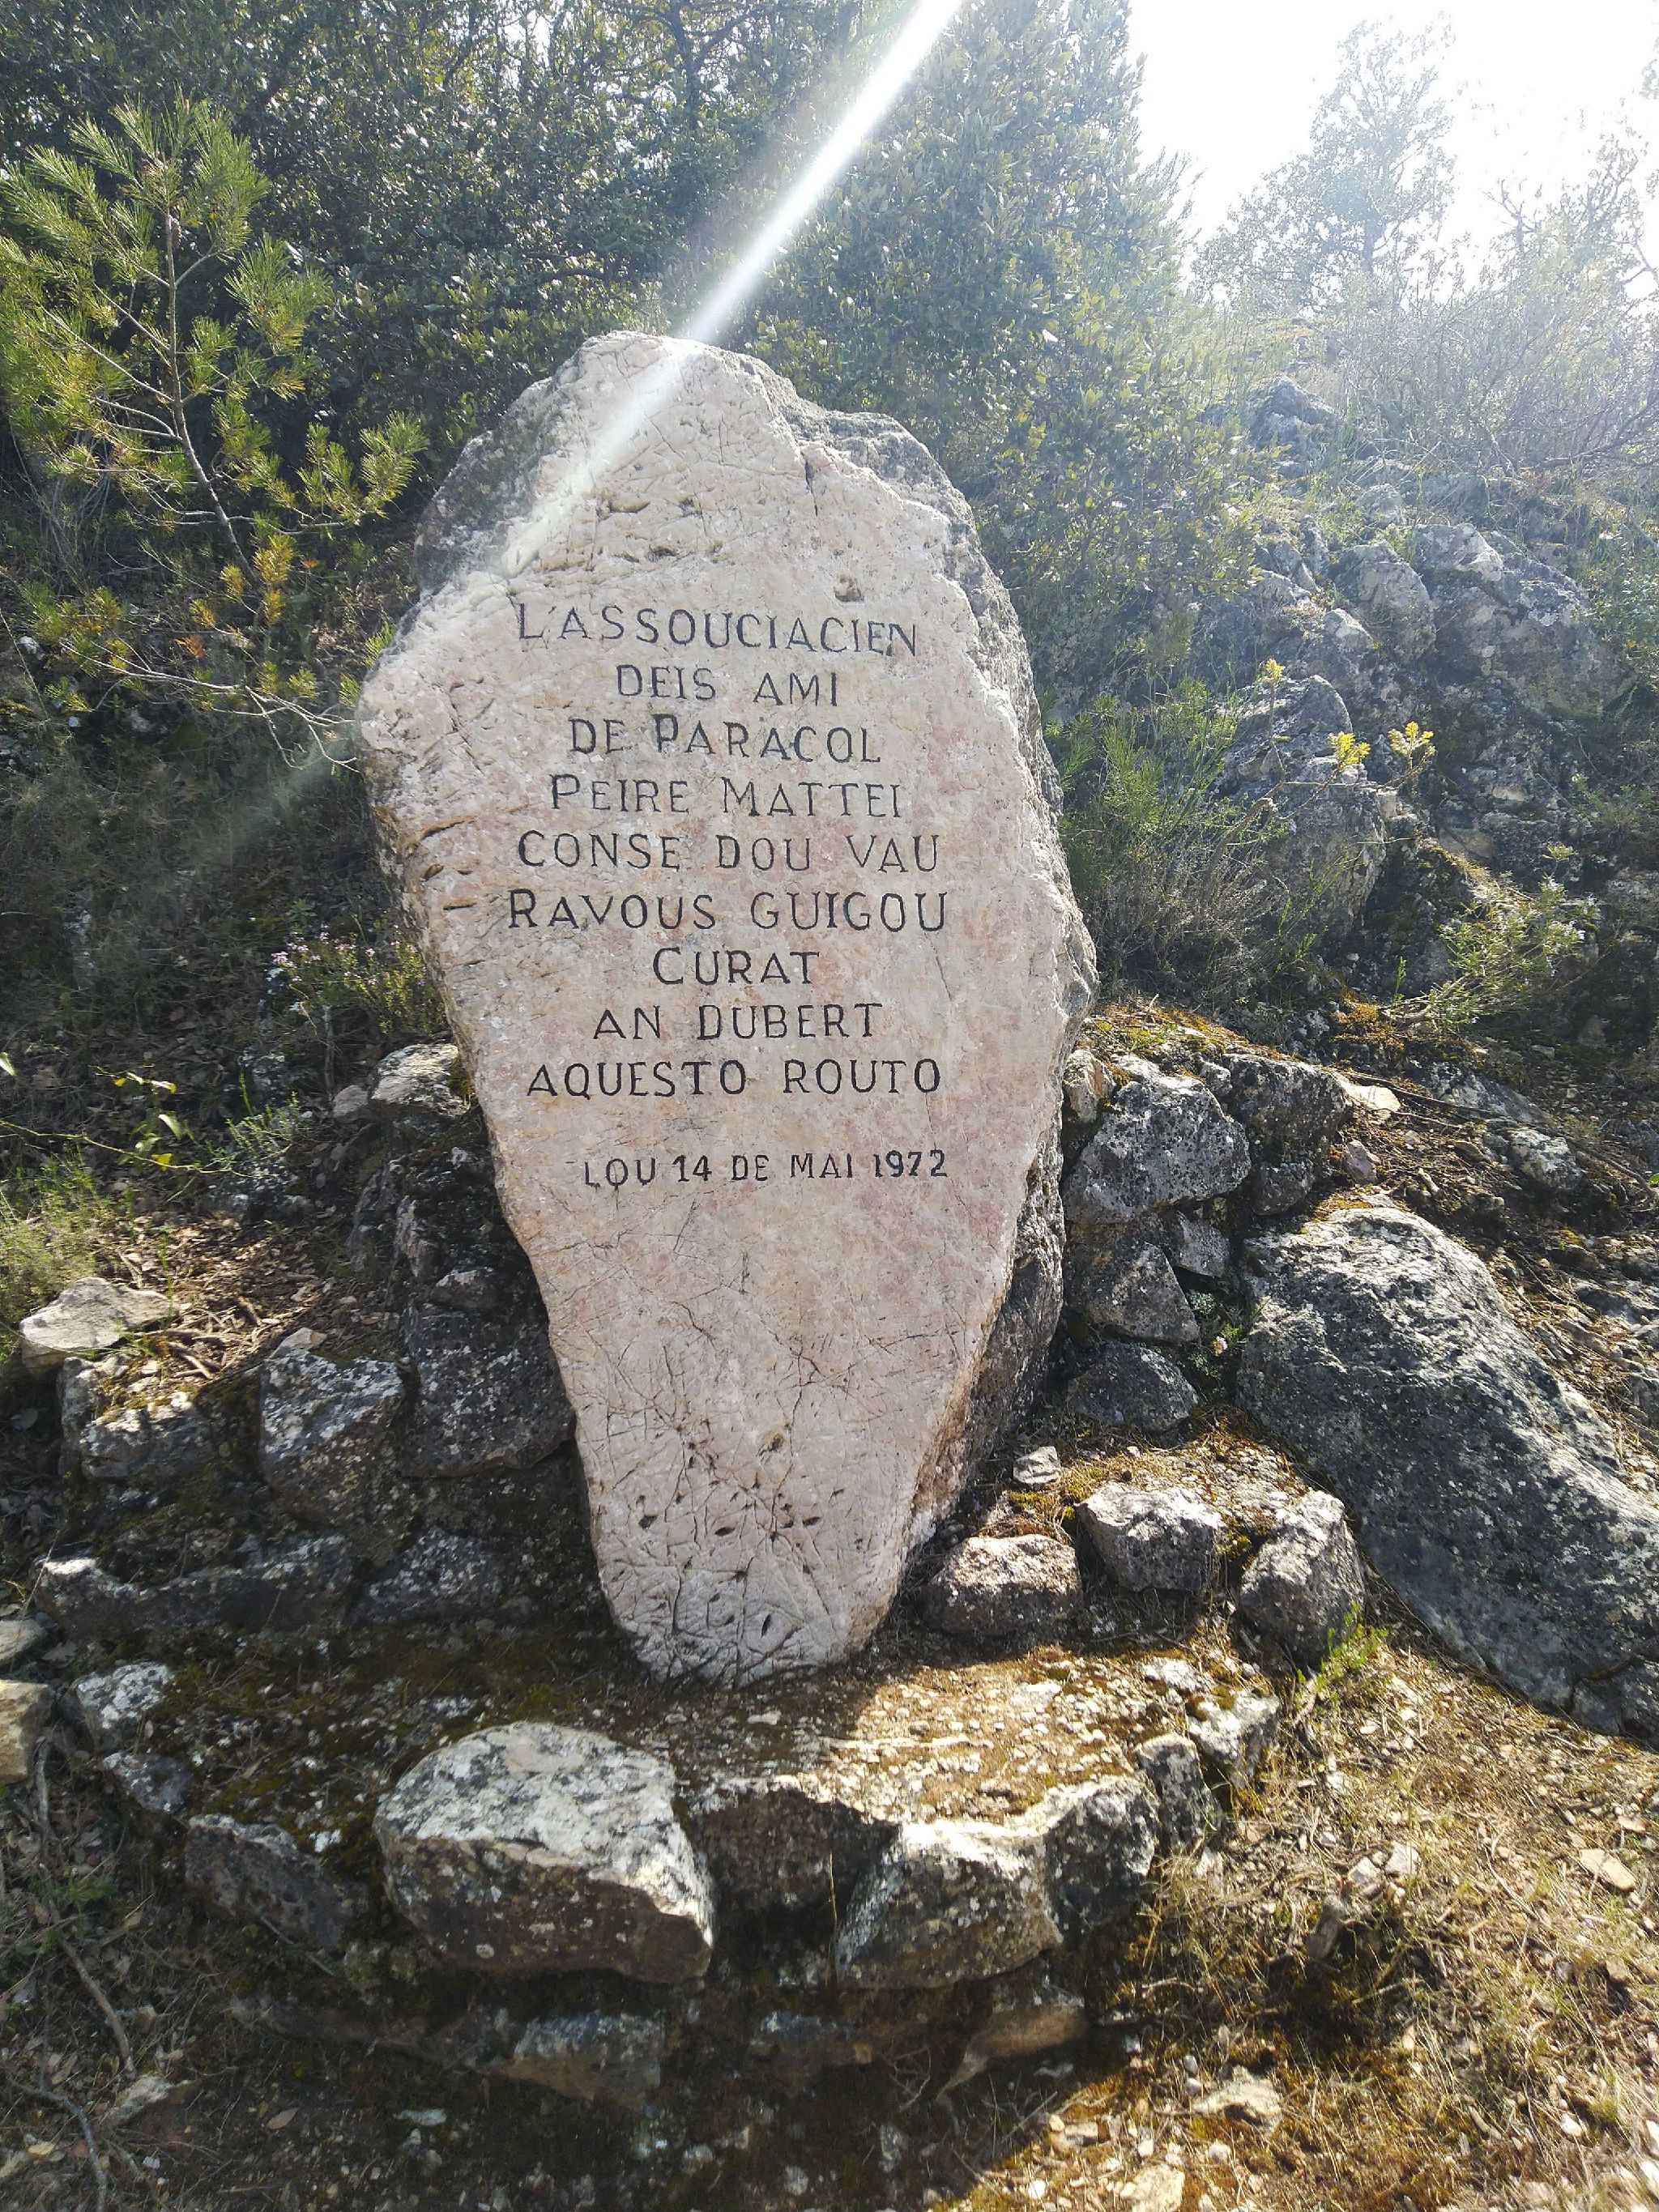 L'ASSOUCIACIEN
DEIS AMI
DE PARACOL
PEIRE MATTEI
CONSE DOU VAU
RAVOUS GUIGOU
CURAT
AN DUBERT
AQUESTO ROUTO
LOU 14 DE MAI 1972